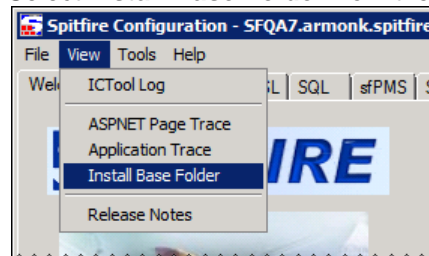 Spitfire Configuration - SFQA7.armonk.spitfire
File View Tools Help
SL SQL sfPMS
ICTool Log
ASPNET Page Trace
Application Trace
Install Base Folder
Release Notes
IRE